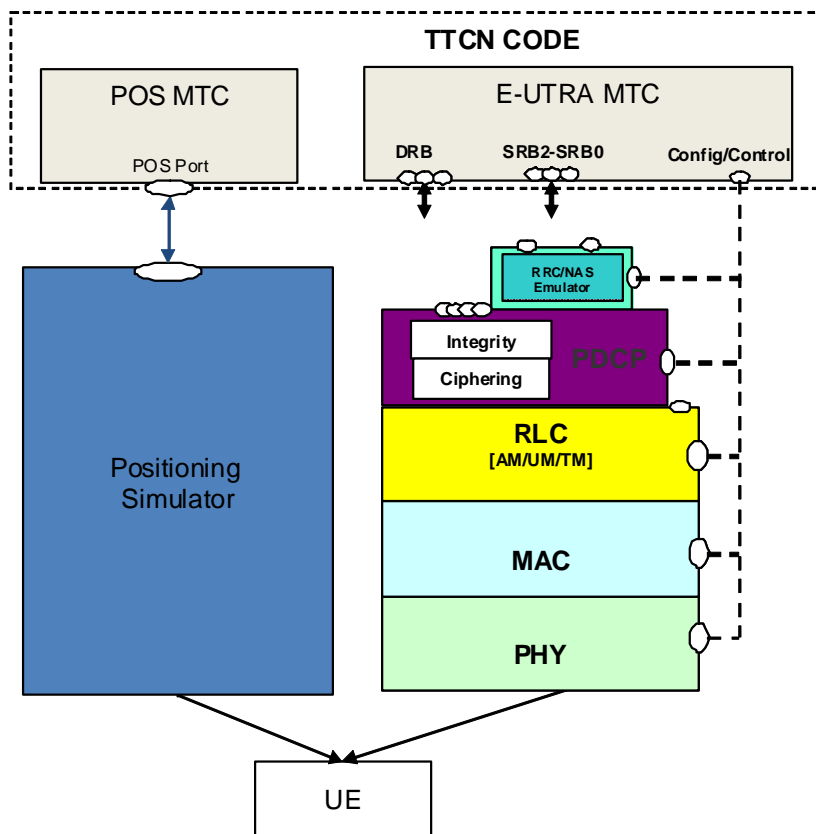 TTCN CODE
POS MTC
E-UTRA MTC
POS Port
DRB
SRB2-SRB0
Config/Control
RRC/NAS
Emulator
Integrity
PDCP
Ciphering
RLC
[AM/UM/TM]
Positioning
Simulator
MAC
PHY
UE